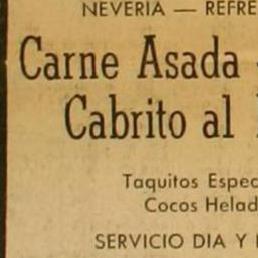 NEVERIA — REFRE
Carne Asada
Cabrito al
Taquitos Espec
Cocos Helad
SERVICIO DIA Y